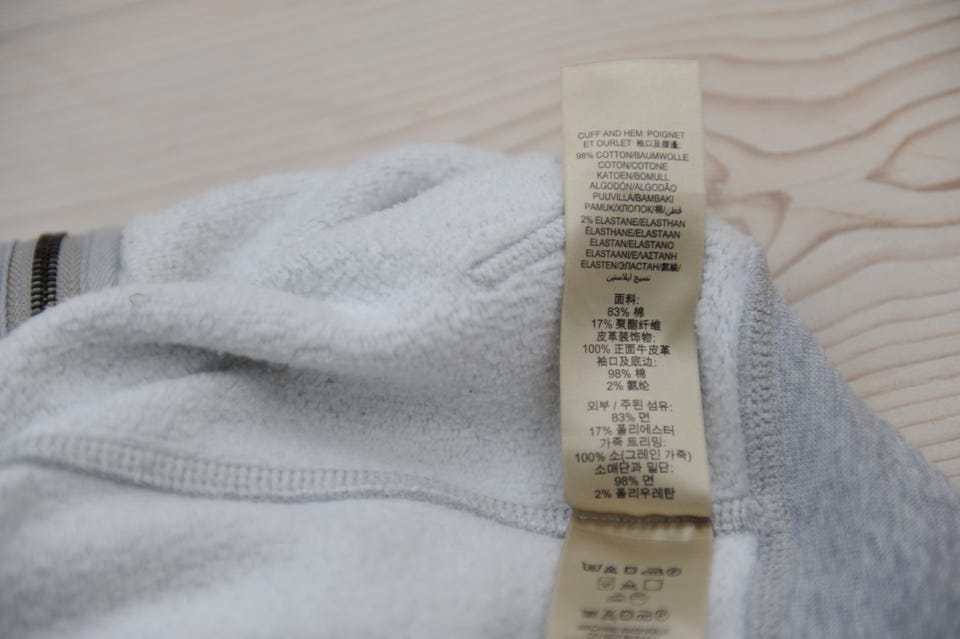 CUFF AND HEM: POIGNET
ET OURLET: 袖口及摺邊:
98% COTTON/BAUMWOLLE
COTON/COTONE
KATOEN/BOMULL
ALGODÓN/ALGODÃO
PUUVILLA/BAMBAKI
PAMUK/ХЛОПОК/棉/قطن
2% ELASTANE/ELASTHAN
ÉLASTHANE/ELASTAAN
ELASTAN/ELASTANO
ELASTAANI/ΕΛΑΣΤΑΝΗ
ELASTEN/ЭЛАСТАН/氨綸/
نسيج ايلاستين
面料:
83% 棉
17% 聚酯纤维
皮革装饰物:
100% 正面牛皮革
袖口及底边:
98% 棉
2% 氨纶
외부 / 주된 섬유:
83% 면
17% 폴리에스터
가죽 트리밍:
100% 소(그레인 가죽)
소매단과 밑단:
98% 면
2% 폴리우레탄